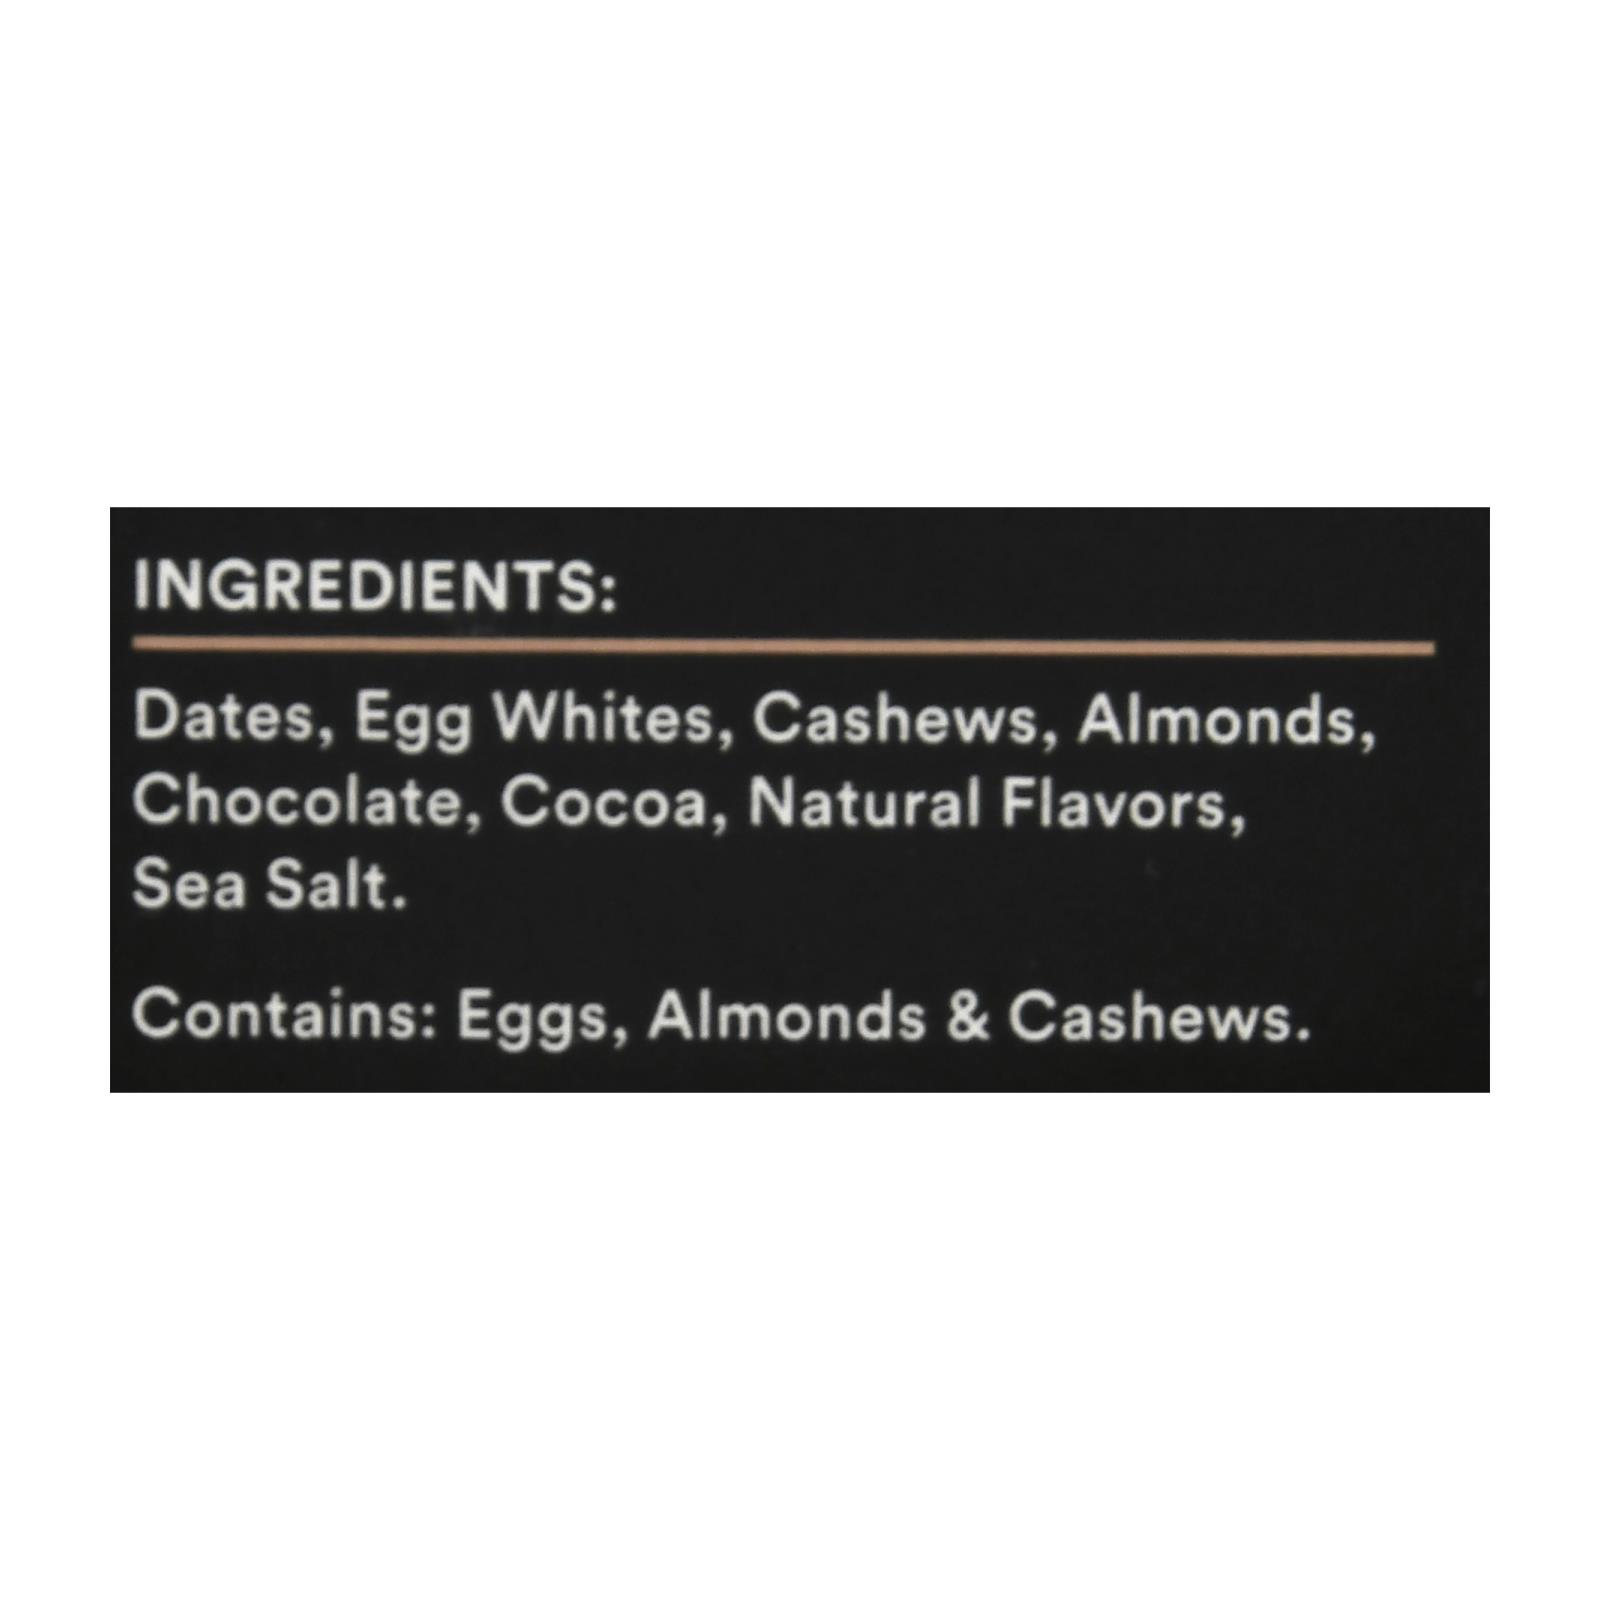 INGREDIENTS:
Dates, Egg Whites, Cashews, Almonds,
Chocolate, Cocoa, Natural Flavors,
Sea Salt.
Contains: Eggs, Almonds & Cashews.